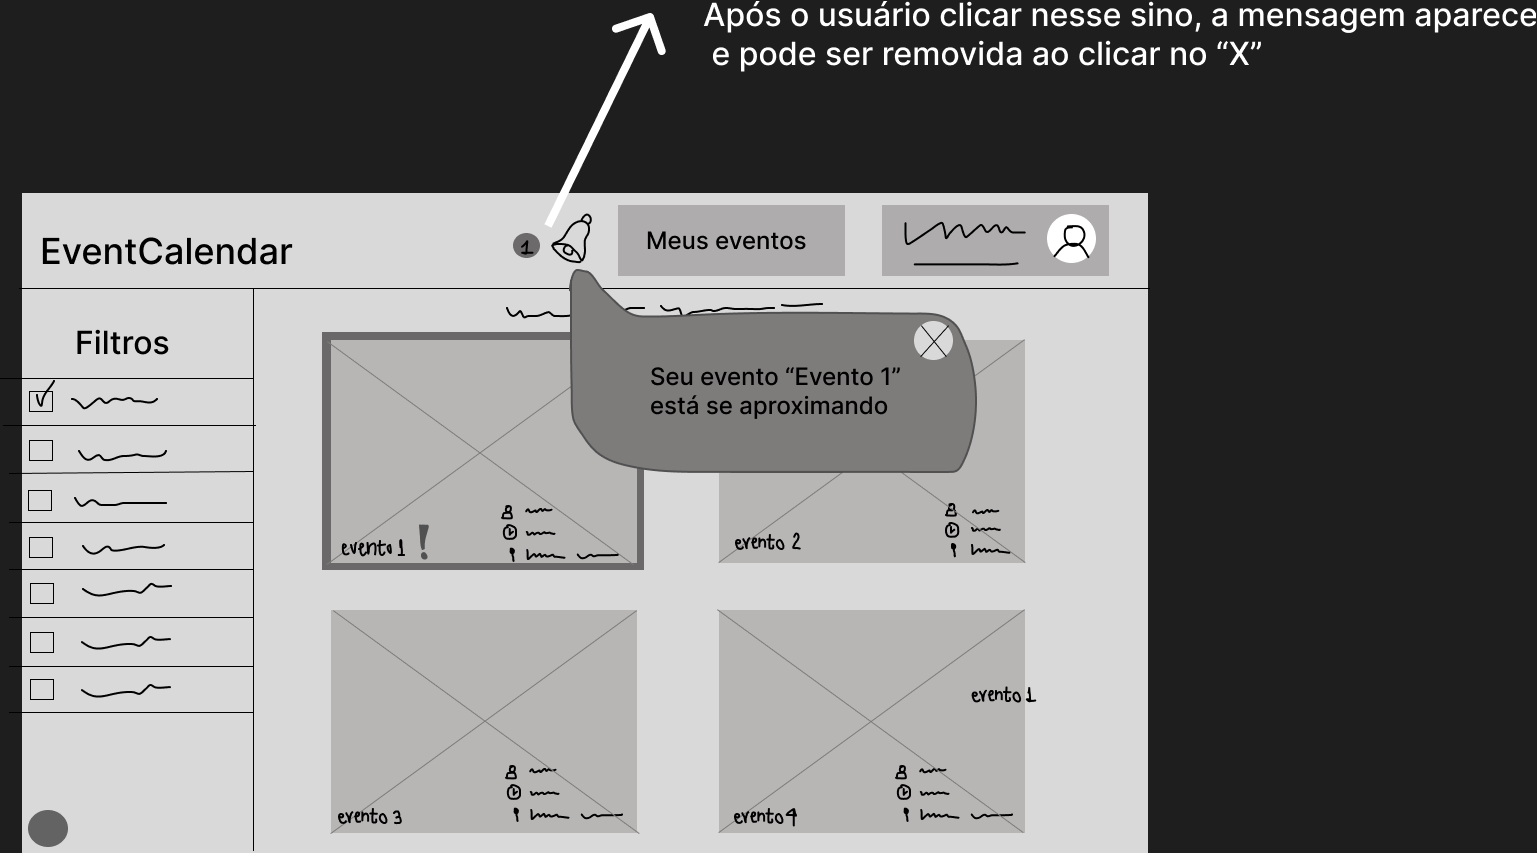 Após o usuário clicar nesse sino, a mensagem aparece
e pode ser removida ao clicar no “X”
EventCalendar
1
Meus eventos
Filtros
Seu evento “Evento 1”
está se aproximando
evento 1 !
evento 2
evento 1
evento 3
evento 4